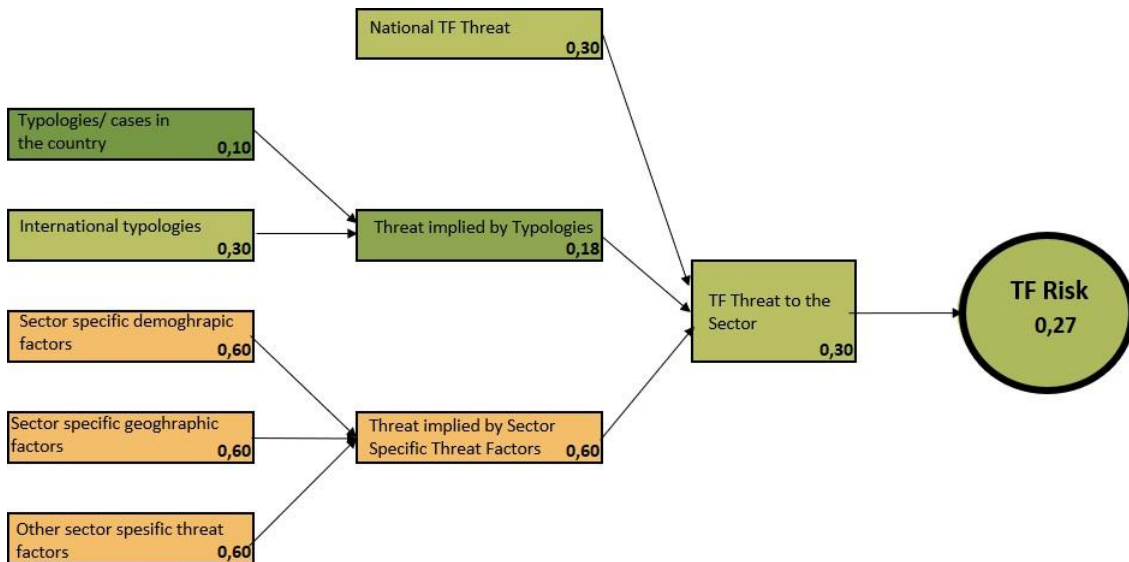 National TF Threat
0,30
Typologies/ cases in
the country
0,10
International typologies
0,30
Threat implied by Typologies
0,18
Sector specific demoghrapic
factors
0,60
TF Threat to the
Sector
0,30
TF Risk
0,27
Sector specific geoghraphic
factors
0,60
Threat implied by Sector
Specific Threat Factors
0,60
Other sector spesific threat
factors
0,60